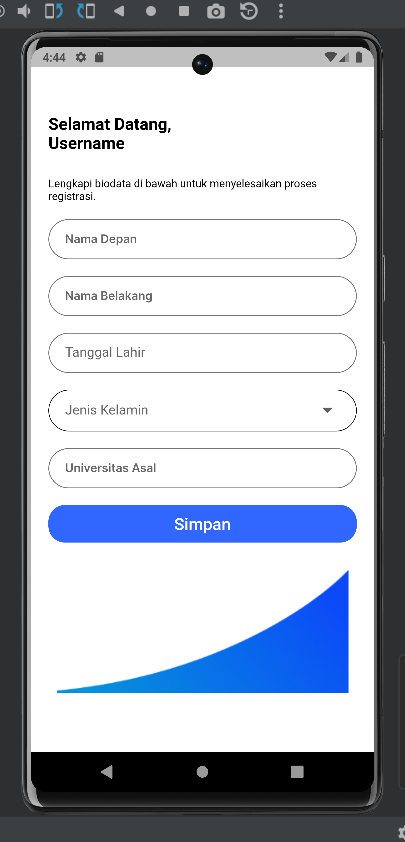 4:44
Selamat Datang,
Username
Lengkapi biodata di bawah untuk menyelesaikan proses
registrasi.
Nama Depan
Nama Belakang
Tanggal Lahir
Jenis Kelamin
Universitas Asal
Simpan